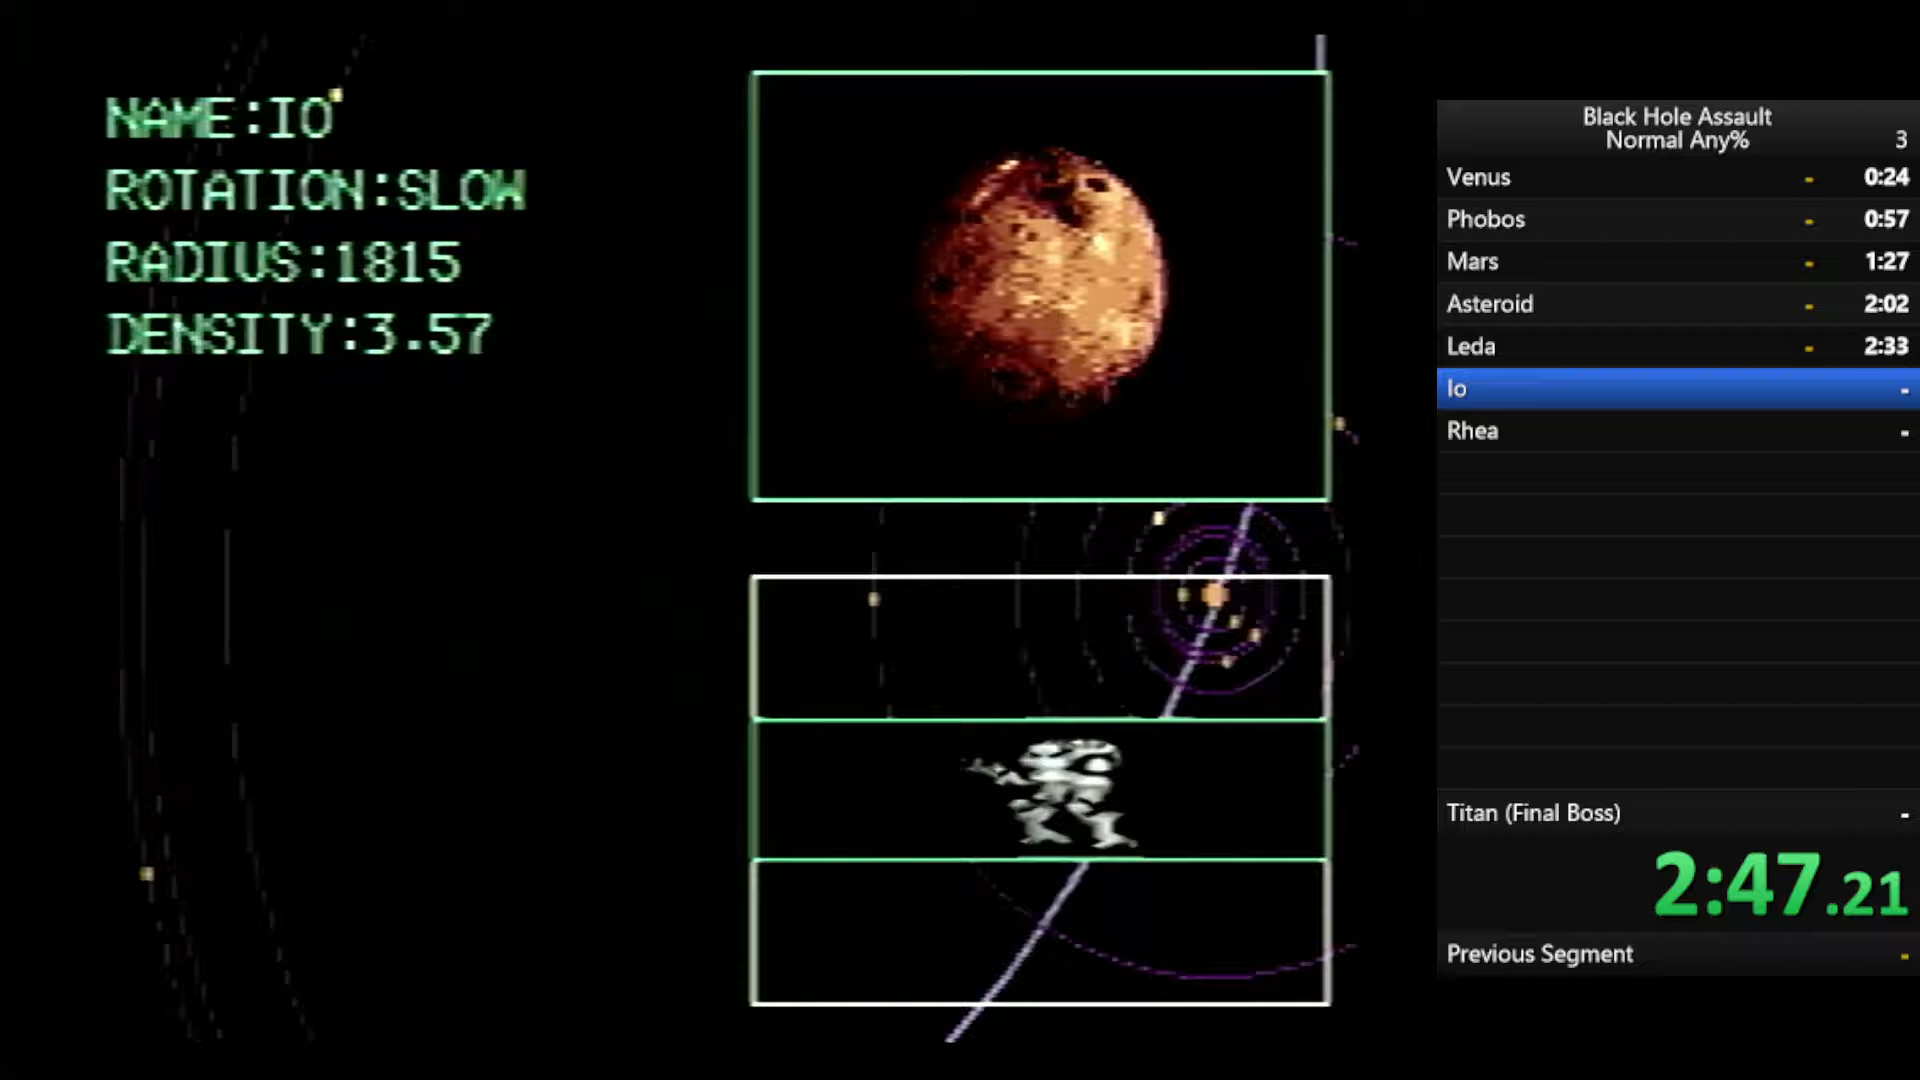 NAME:IO
ROTATION:SLOW
RADIUS:1815
DENSITY:3.57
Black Hole Assault
Normal Any% 3
Venus - 0:24
Phobos - 0:57
Mars - 1:27
Asteroid - 2:02
Leda - 2:33
Io -
Rhea -
Titan (Final Boss) -
2:47.21
Previous Segment -